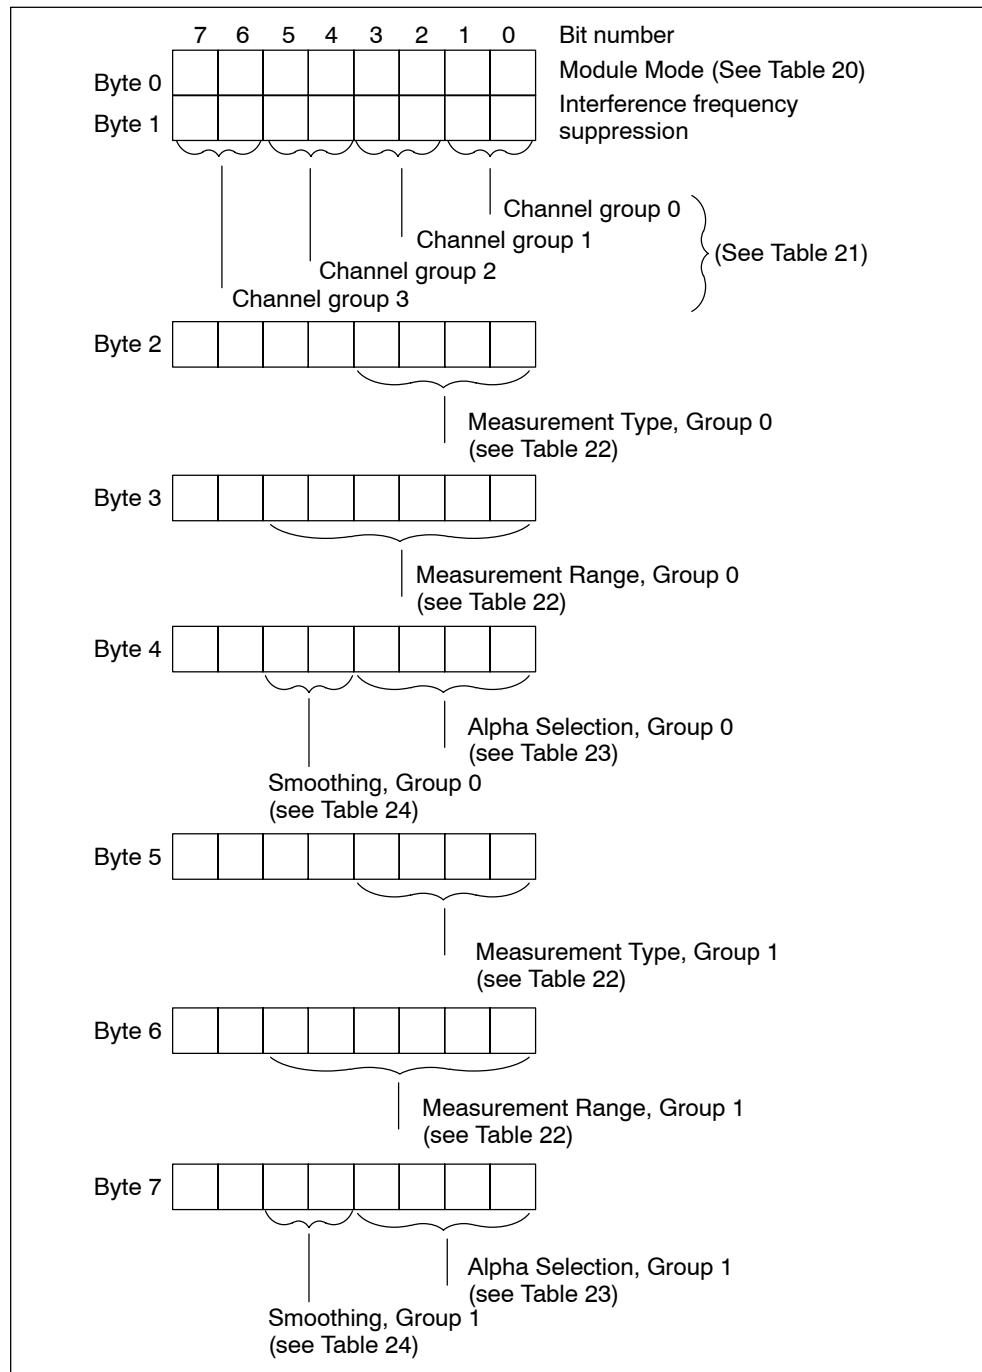 7 6 5 4 3 2 1 0 Bit number
Byte 0 Module Mode (See Table 20)
Byte 1 Interference frequency
suppression
Channel group 0
Channel group 1
(See Table 21)
Channel group 2
Channel group 3
Byte 2
Measurement Type, Group 0
(see Table 22)
Byte 3
Measurement Range, Group 0
(see Table 22)
Byte 4
Alpha Selection, Group 0
(see Table 23)
Smoothing, Group 0
(see Table 24)
Byte 5
Measurement Type, Group 1
(see Table 22)
Byte 6
Measurement Range, Group 1
(see Table 22)
Byte 7
Alpha Selection, Group 1
(see Table 23)
Smoothing, Group 1
(see Table 24)